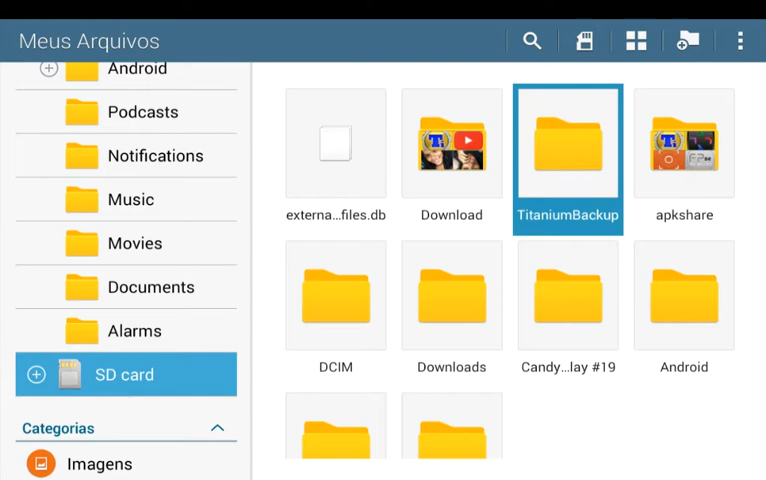 Meus Arquivos
Android
Podcasts
Notifications
Music
Movies
Documents
Alarms
SD card
Categorias
Imagens
externa...files.db
Download
TitaniumBackup
apkshare
DCIM
Downloads
Candy...lay #19
Android